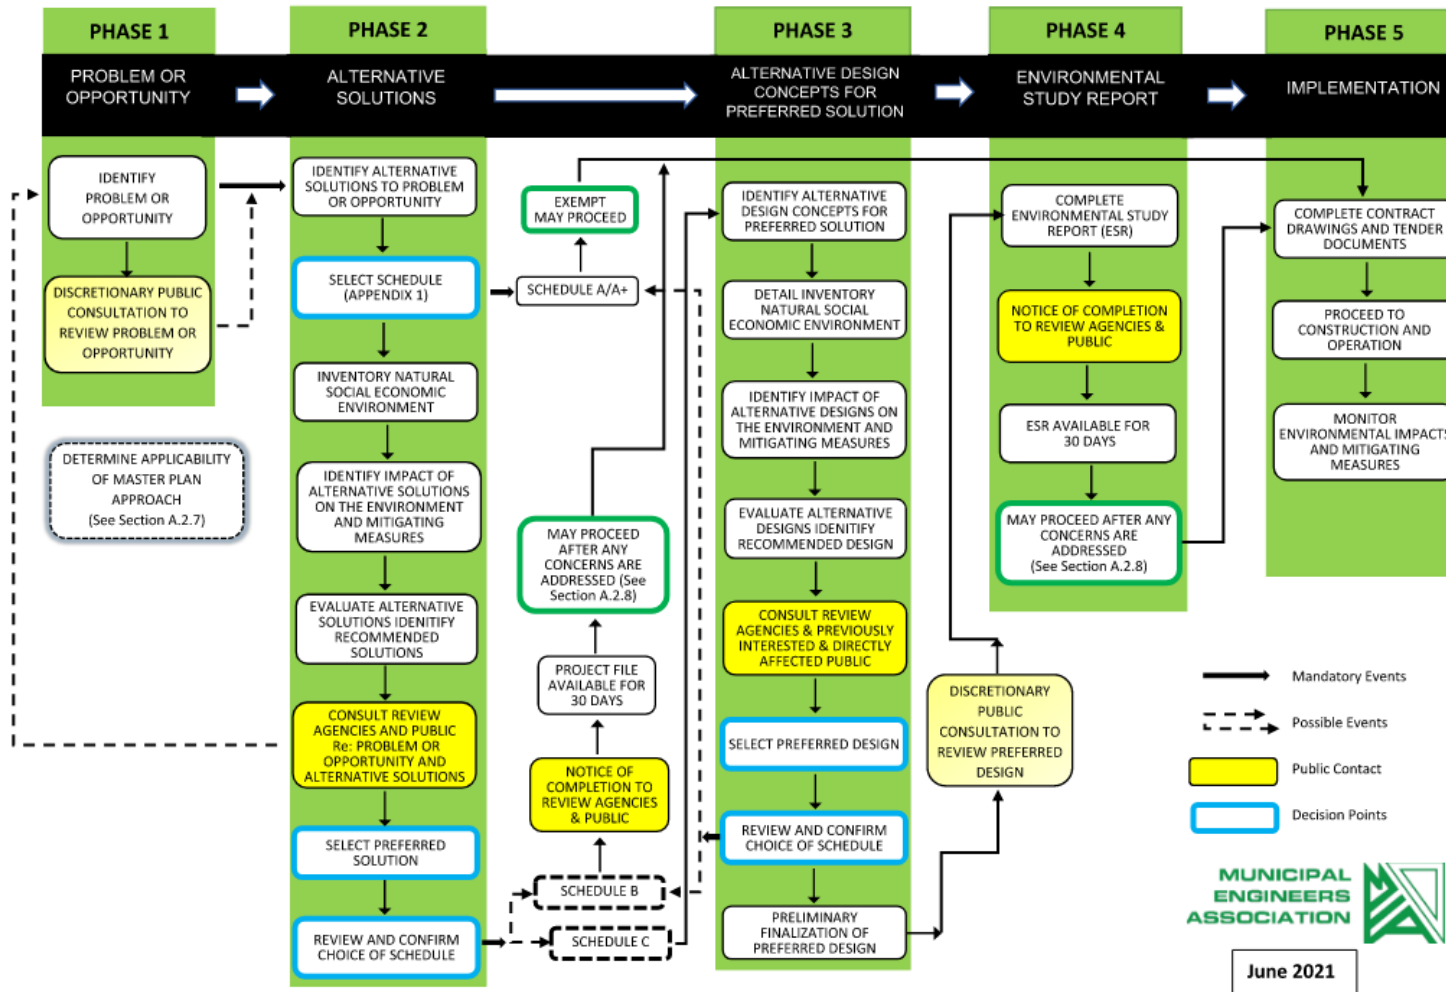 PHASE 1
PHASE 2
PHASE 3
PHASE 4
PHASE 5
PROBLEM OR
OPPORTUNITY
ALTERNATIVE
SOLUTIONS
ALTERNATIVE DESIGN
CONCEPTS FOR
PREFERRED SOLUTION
ENVIRONMENTAL
STUDY REPORT
IMPLEMENTATION
IDENTIFY
PROBLEM OR
OPPORTUNITY
DISCRETIONARY PUBLIC
CONSULTATION TO
REVIEW PROBLEM OR
OPPORTUNITY
DETERMINE APPLICABILITY
OF MASTER PLAN
APPROACH
(See Section A.2.7)
IDENTIFY ALTERNATIVE
SOLUTIONS TO PROBLEM
OR OPPORTUNITY
SELECT SCHEDULE
(APPENDIX 1)
INVENTORY NATURAL
SOCIAL ECONOMIC
ENVIRONMENT
IDENTIFY IMPACT OF
ALTERNATIVE SOLUTIONS
ON THE ENVIRONMENT
AND MITIGATING
MEASURES
EVALUATE ALTERNATIVE
SOLUTIONS IDENITIFY
RECOMMENDED
SOLUTIONS
CONSULT REVIEW
AGENCIES AND PUBLIC
Re: PROBLEM OR
OPPORTUNITY AND
ALTERNATIVE SOLUTIONS
SELECT PREFERRED
SOLUTION
REVIEW AND CONFIRM
CHOICE OF SCHEDULE
EXEMPT
MAY PROCEED
SCHEDULE A/A+
MAY PROCEED
AFTER ANY
CONCERNS ARE
ADDRESSED (See
Section A.2.8)
PROJECT FILE
AVAILABLE FOR
30 DAYS
NOTICE OF
COMPLETION TO
REVIEW AGENCIES
& PUBLIC
SCHEDULE B
SCHEDULE C
IDENTIFY ALTERNATIVE
DESIGN CONCEPTS FOR
PREFERRED SOLUTION
DETAIL INVENTORY
NATURAL SOCIAL
ECONOMIC ENVIRONMENT
IDENTIFY IMPACT OF
ALTERNATIVE DESIGNS ON
THE ENVIRONMENT AND
MITIGATING MEASURES
EVALUATE ALTERNATIVE
DESIGNS IDENITIFY
RECOMMENDED DESIGN
CONSULT REVIEW
AGENCIES & PREVIOUSLY
INTERESTED & DIRECTLY
AFFECTED PUBLIC
SELECT PREFERRED DESIGN
REVIEW AND CONFIRM
CHOICE OF SCHEDULE
PRELIMINARY
FINALIZATION OF
PREFERRED DESIGN
DISCRETIONARY
PUBLIC
CONSULTATION TO
REVIEW PREFERRED
DESIGN
COMPLETE
ENVIRONMENTAL STUDY
REPORT (ESR)
NOTICE OF COMPLETION
TO REVIEW AGENCIES &
PUBLIC
ESR AVAILABLE FOR
30 DAYS
MAY PROCEED AFTER ANY
CONCERNS ARE
ADDRESSED
(See Section A.2.8)
COMPLETE CONTRACT
DRAWINGS AND TENDER
DOCUMENTS
PROCEED TO
CONSTRUCTION AND
OPERATION
MONITOR
ENVIRONMENTAL IMPACTS
AND MITIGATING
MEASURES
Mandatory Events
Possible Events
Public Contact
Decision Points
MUNICIPAL
ENGINEERS
ASSOCIATION
June 2021